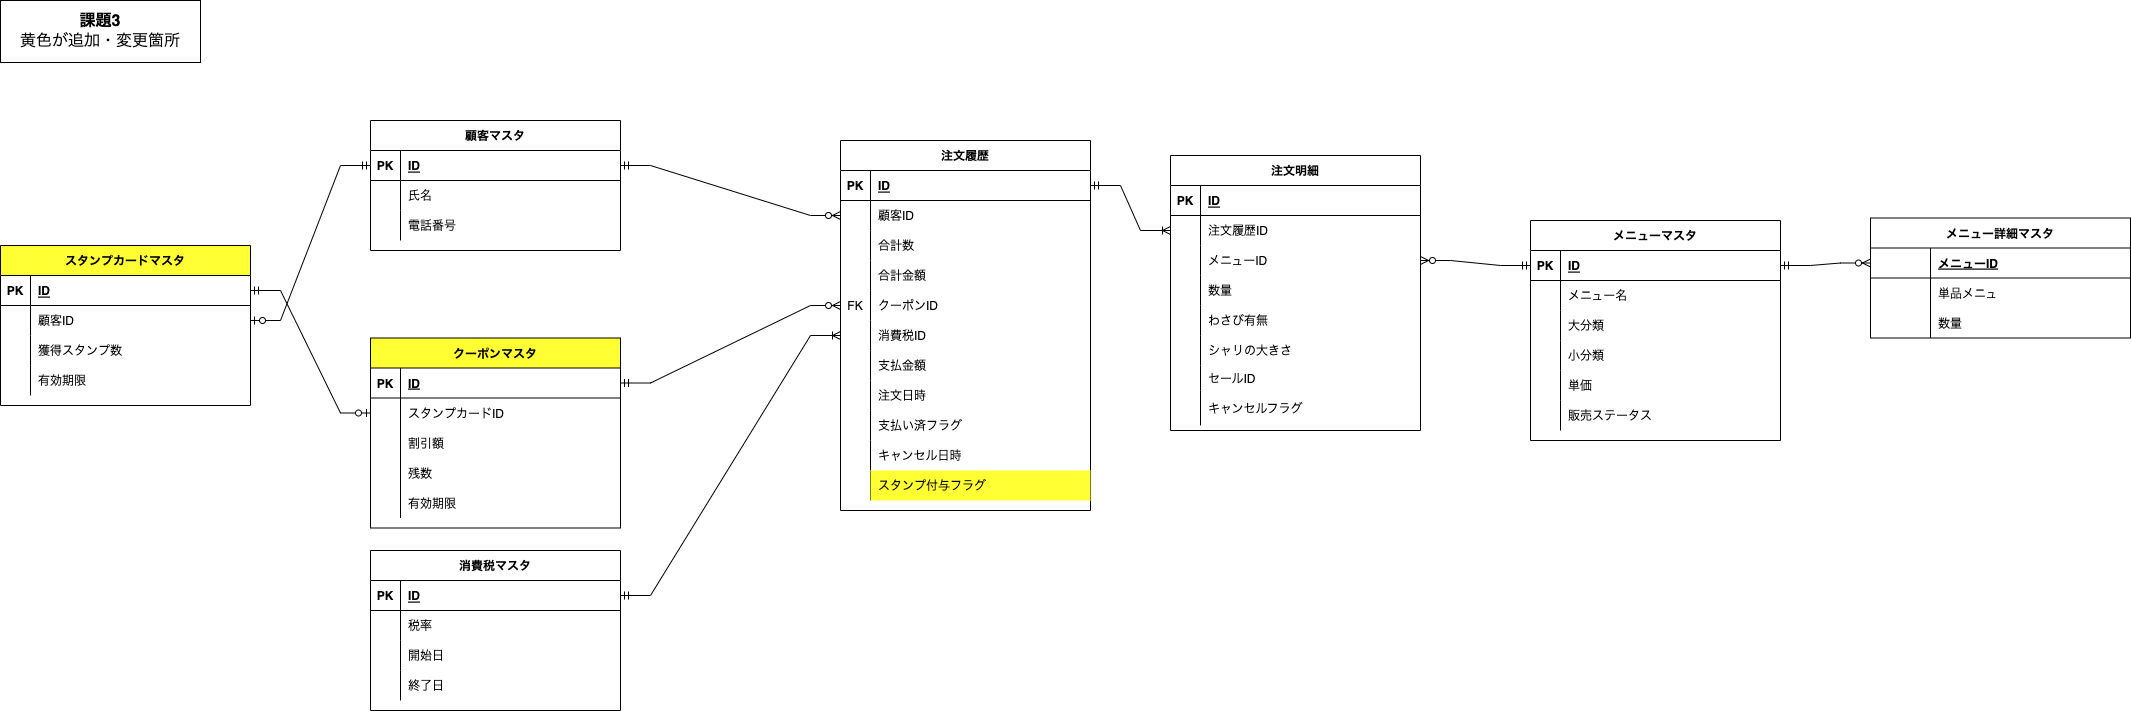 課題3
黄色が追加・変更箇所
スタンプカードマスタ
PK ID
顧客ID
獲得スタンプ数
有効期限
顧客マスタ
PK ID
氏名
電話番号
クーポンマスタ
PK ID
スタンプカードID
割引額
残数
有効期限
消費税マスタ
PK ID
税率
開始日
終了日
注文履歴
PK ID
顧客ID
合計数
合計金額
FK クーポンID
消費税ID
支払金額
注文日時
支払い済フラグ
キャンセル日時
スタンプ付与フラグ
注文明細
PK ID
注文履歴ID
メニューID
数量
わさび有無
シャリの大きさ
セールID
キャンセルフラグ
メニューマスタ
PK ID
メニュー名
大分類
小分類
単価
販売ステータス
メニュー詳細マスタ
メニューID
単品メニュ
数量